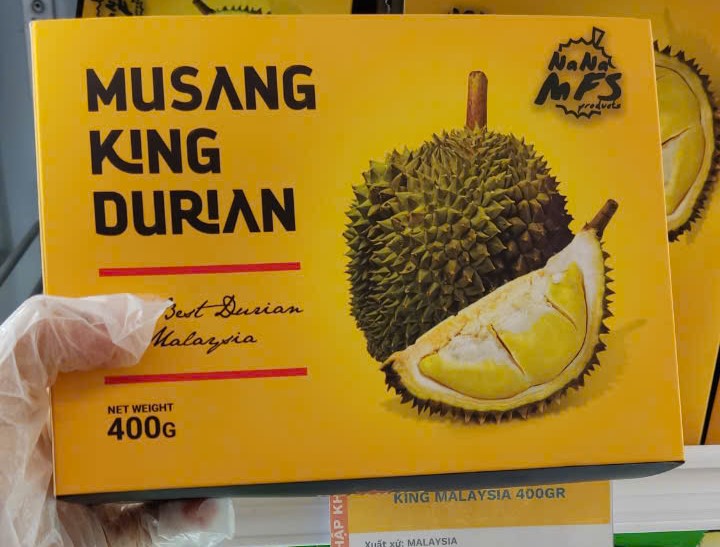 MUSANG
KING
DURIAN
Best Durian
Malaysia
NET WEIGHT
400G
NaNa
MFS
products
KING MALAYSIA 400GR
Xuất xứ: MALAYSIA